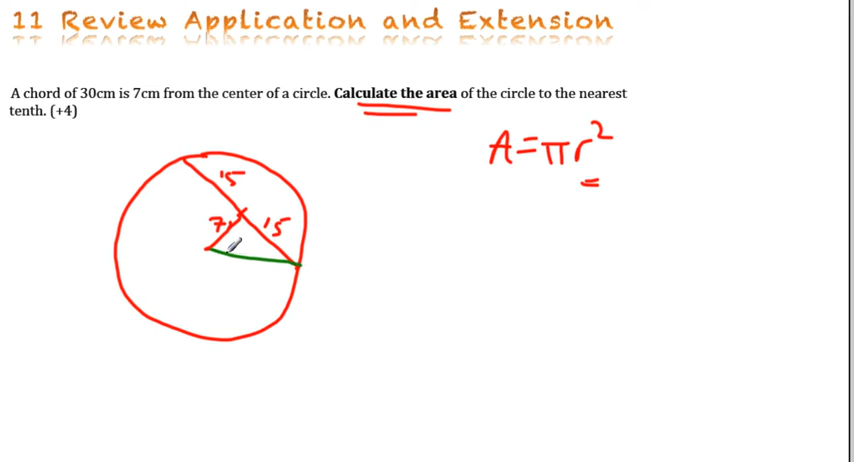 11 Review Application and Extension
A chord of 30cm is 7cm from the center of a circle. Calculate the area of the circle to the nearest
tenth. (+4)
A=πr²
15
7
15